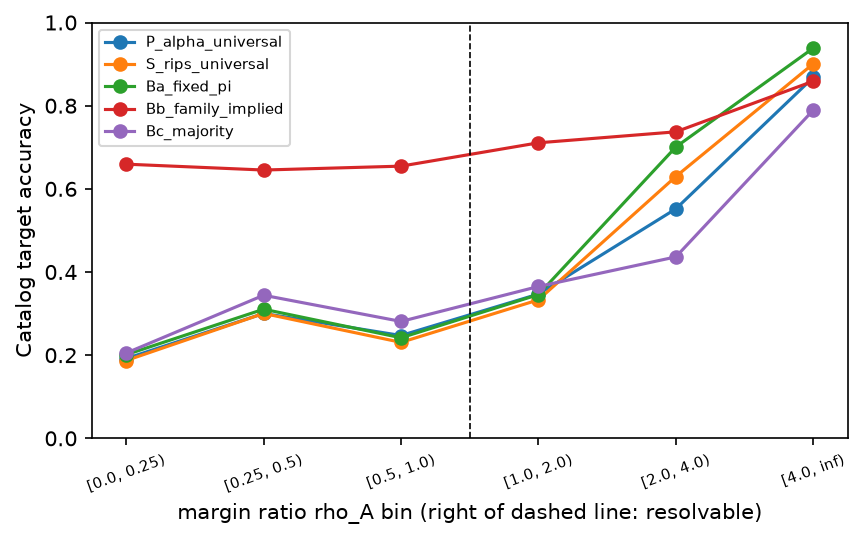 1.0
0.8
0.6
0.4
0.2
0.0
Catalog target accuracy
P_alpha_universal
S_rips_universal
Ba_fixed_pi
Bb_family_implied
Bc_majority
[0.0, 0.25)
[0.25, 0.5)
[0.5, 1.0)
[1.0, 2.0)
[2.0, 4.0)
[4.0, inf)
margin ratio rho_A bin (right of dashed line: resolvable)